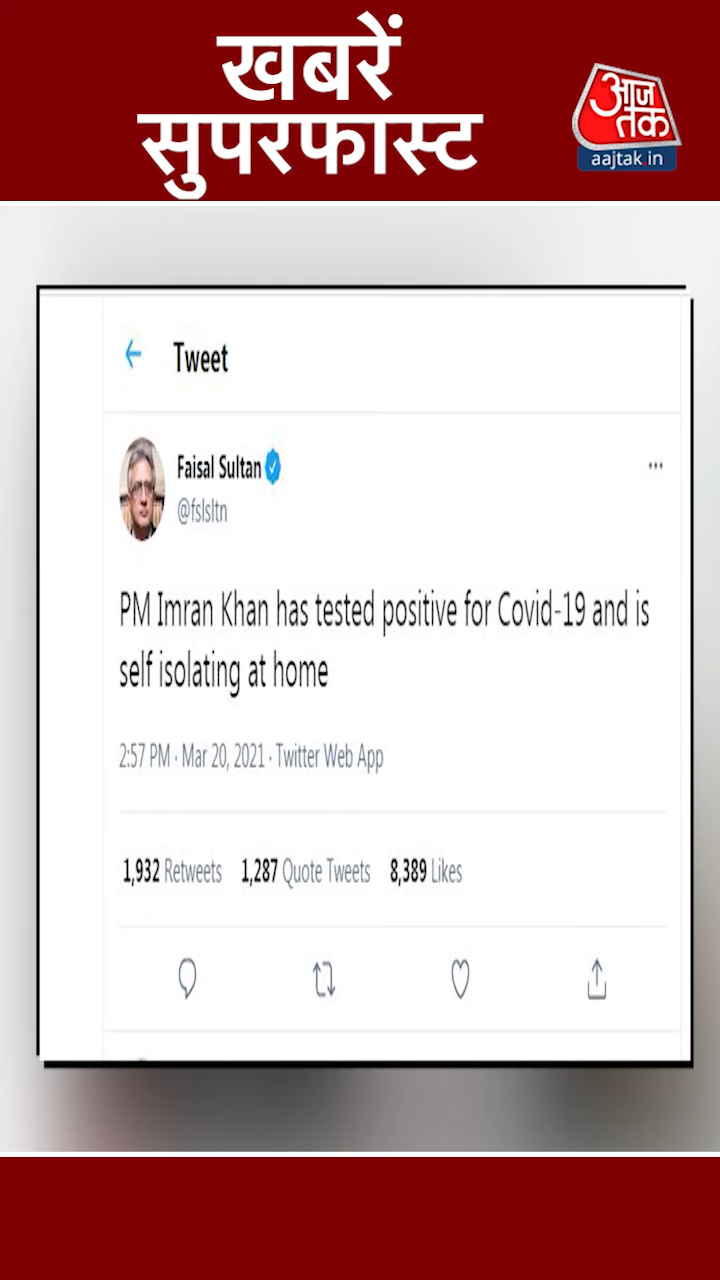 खबरें
सुपरफास्ट
आज
तक
aajtak.in
Tweet
Faisal Sultan
@fslsltn
PM Imran Khan has tested positive for Covid-19 and is
self isolating at home
2:57 PM · Mar 20, 2021 · Twitter Web App
1,932 Retweets 1,287 Quote Tweets 8,389 Likes